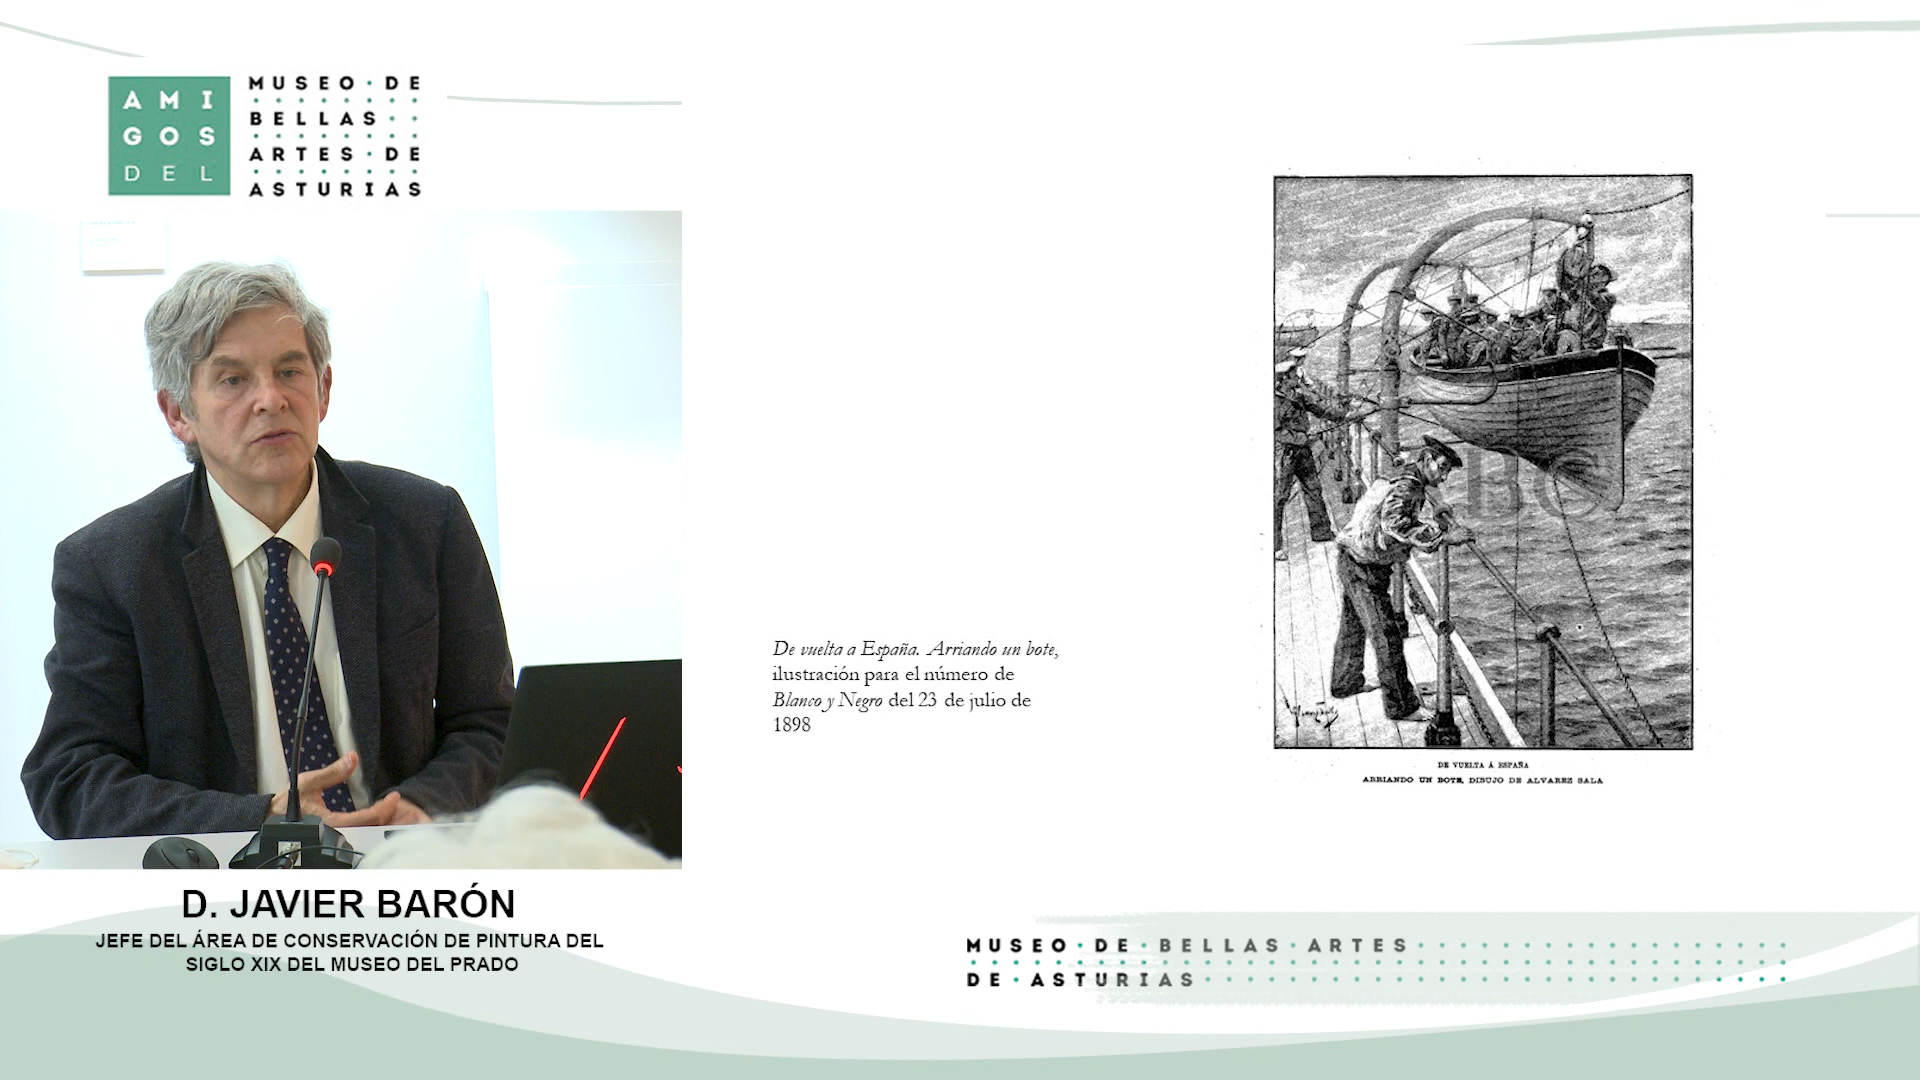 AMI
GOS
DEL
MUSEO·DE
BELLAS
ARTES·DE
ASTURIAS
De vuelta a España. Arriando un bote,
ilustración para el número de
Blanco y Negro del 23 de julio de
1898
DE VUELTA Á ESPAÑA
ARRIANDO UN BOTE, DIBUJO DE ALVAREZ SALA
D. JAVIER BARÓN
JEFE DEL ÁREA DE CONSERVACIÓN DE PINTURA DEL
SIGLO XIX DEL MUSEO DEL PRADO
MUSEO·DE·BELLAS·ARTES
DE·ASTURIAS